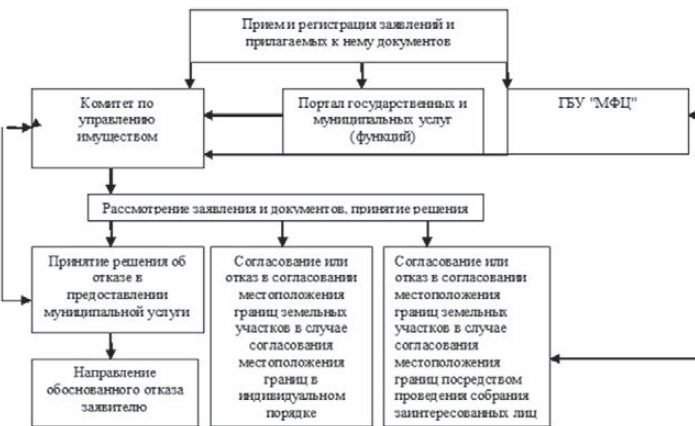 Прием и регистрация заявлений и
прилагаемых к нему документов
Комитет по
управлению
имуществом
Портал государственных и
муниципальных услуг
(функций)
ГБУ "МФЦ"
Рассмотрение заявления и документов, принятие решения
Принятие решения об
отказе в
предоставлении
муниципальной услуги
Согласование или
отказ в согласовании
местоположения
границ земельных
участков в случае
согласования
местоположения
границ в
индивидуальном
порядке
Согласование или
отказ в согласовании
местоположения
границ земельных
участков в случае
согласования
местоположения
границ посредством
проведения собрания
заинтересованных лиц
Направление
обоснованного отказа
заявителю